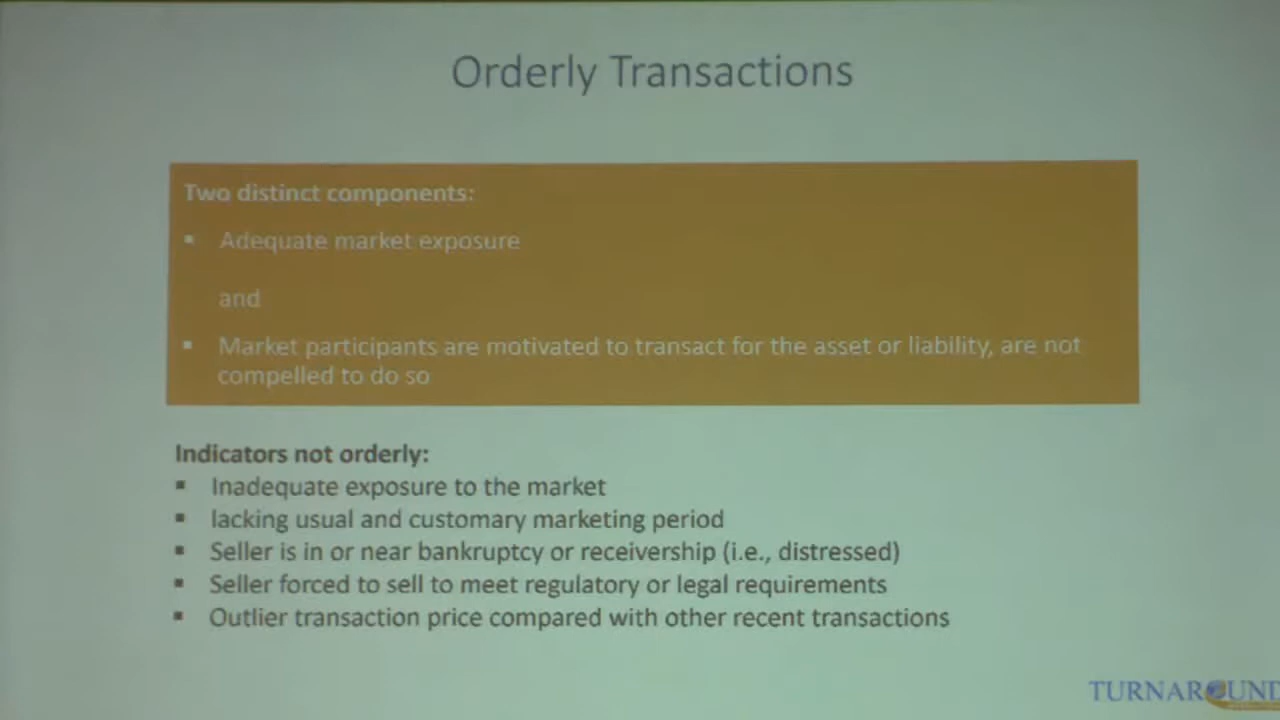 Orderly Transactions
Two distinct components:
▪ Adequate market exposure
and
▪ Market participants are motivated to transact for the asset or liability, are not
compelled to do so
Indicators not orderly:
▪ Inadequate exposure to the market
▪ lacking usual and customary marketing period
▪ Seller is in or near bankruptcy or receivership (i.e., distressed)
▪ Seller forced to sell to meet regulatory or legal requirements
▪ Outlier transaction price compared with other recent transactions
TURNAROUND